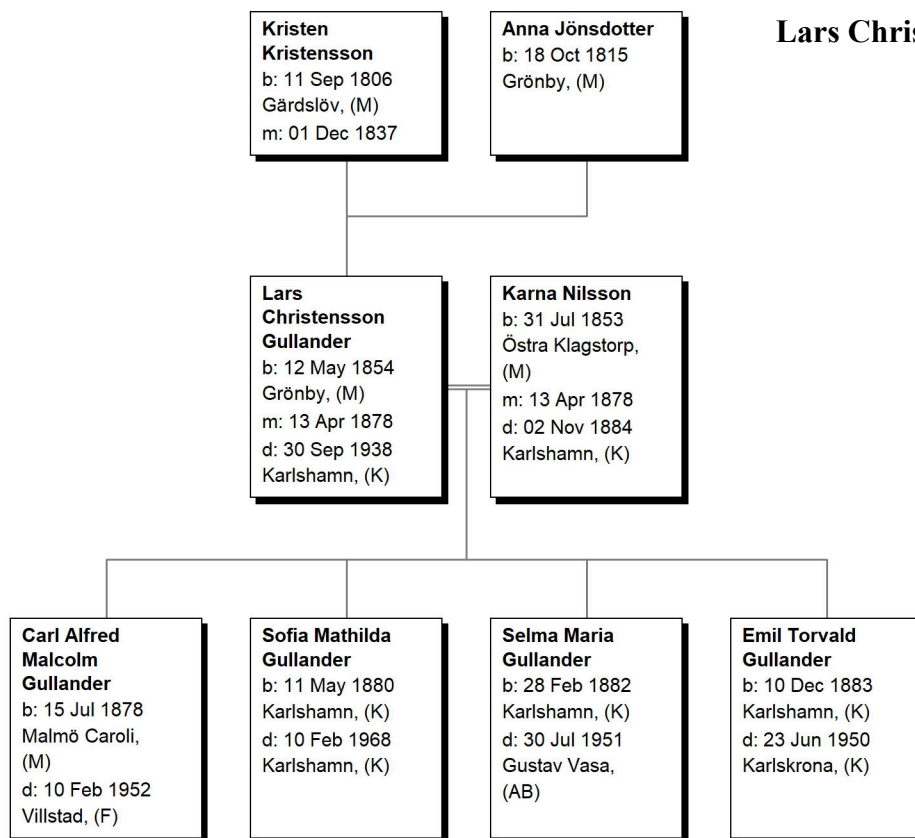 Lars Chris
Kristen
Kristensson
b: 11 Sep 1806
Gärdslöv, (M)
m: 01 Dec 1837
Anna Jönsdotter
b: 18 Oct 1815
Grönby, (M)
Lars
Christensson
Gullander
b: 12 May 1854
Grönby, (M)
m: 13 Apr 1878
d: 30 Sep 1938
Karlshamn, (K)
Karna Nilsson
b: 31 Jul 1853
Östra Klagstorp,
(M)
m: 13 Apr 1878
d: 02 Nov 1884
Karlshamn, (K)
Carl Alfred
Malcolm
Gullander
b: 15 Jul 1878
Malmö Caroli,
(M)
d: 10 Feb 1952
Villstad, (F)
Sofia Mathilda
Gullander
b: 11 May 1880
Karlshamn, (K)
d: 10 Feb 1968
Karlshamn, (K)
Selma Maria
Gullander
b: 28 Feb 1882
Karlshamn, (K)
d: 30 Jul 1951
Gustav Vasa,
(AB)
Emil Torvald
Gullander
b: 10 Dec 1883
Karlshamn, (K)
d: 23 Jun 1950
Karlskrona, (K)